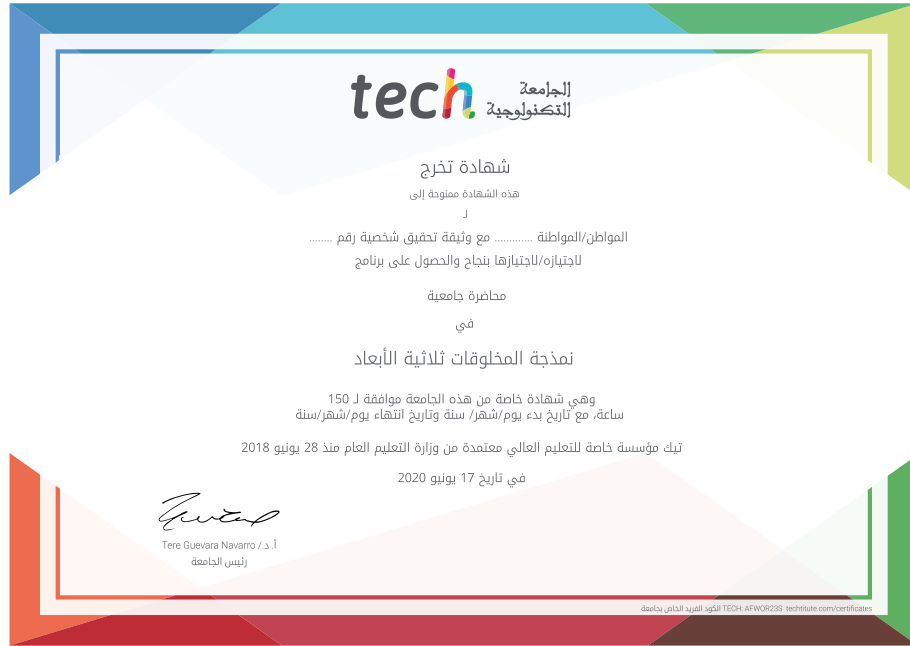 tech الجامعة
التكنولوجية
شهادة تخرج
هذه الشهادة ممنوحة إلى
لـ
المواطن/المواطنة ............. مع وثيقة تحقيق شخصية رقم ........
لاجتيازه/لاجتيازها بنجاح والحصول على برنامج
محاضرة جامعية
في
نمذجة المخلوقات ثلاثية الأبعاد
وهي شهادة خاصة من هذه الجامعة موافقة لـ 150
ساعة، مع تاريخ بدء يوم/شهر/ سنة وتاريخ انتهاء يوم/شهر/سنة
تيك مؤسسة خاصة للتعليم العالي معتمدة من وزارة التعليم العام منذ 28 يونيو 2018
في تاريخ 17 يونيو 2020
أ. د./ Tere Guevara Navarro
رئيس الجامعة
الكود الفريد الخاص بجامعة TECH: AFWOR23S techtitute.com/certificates